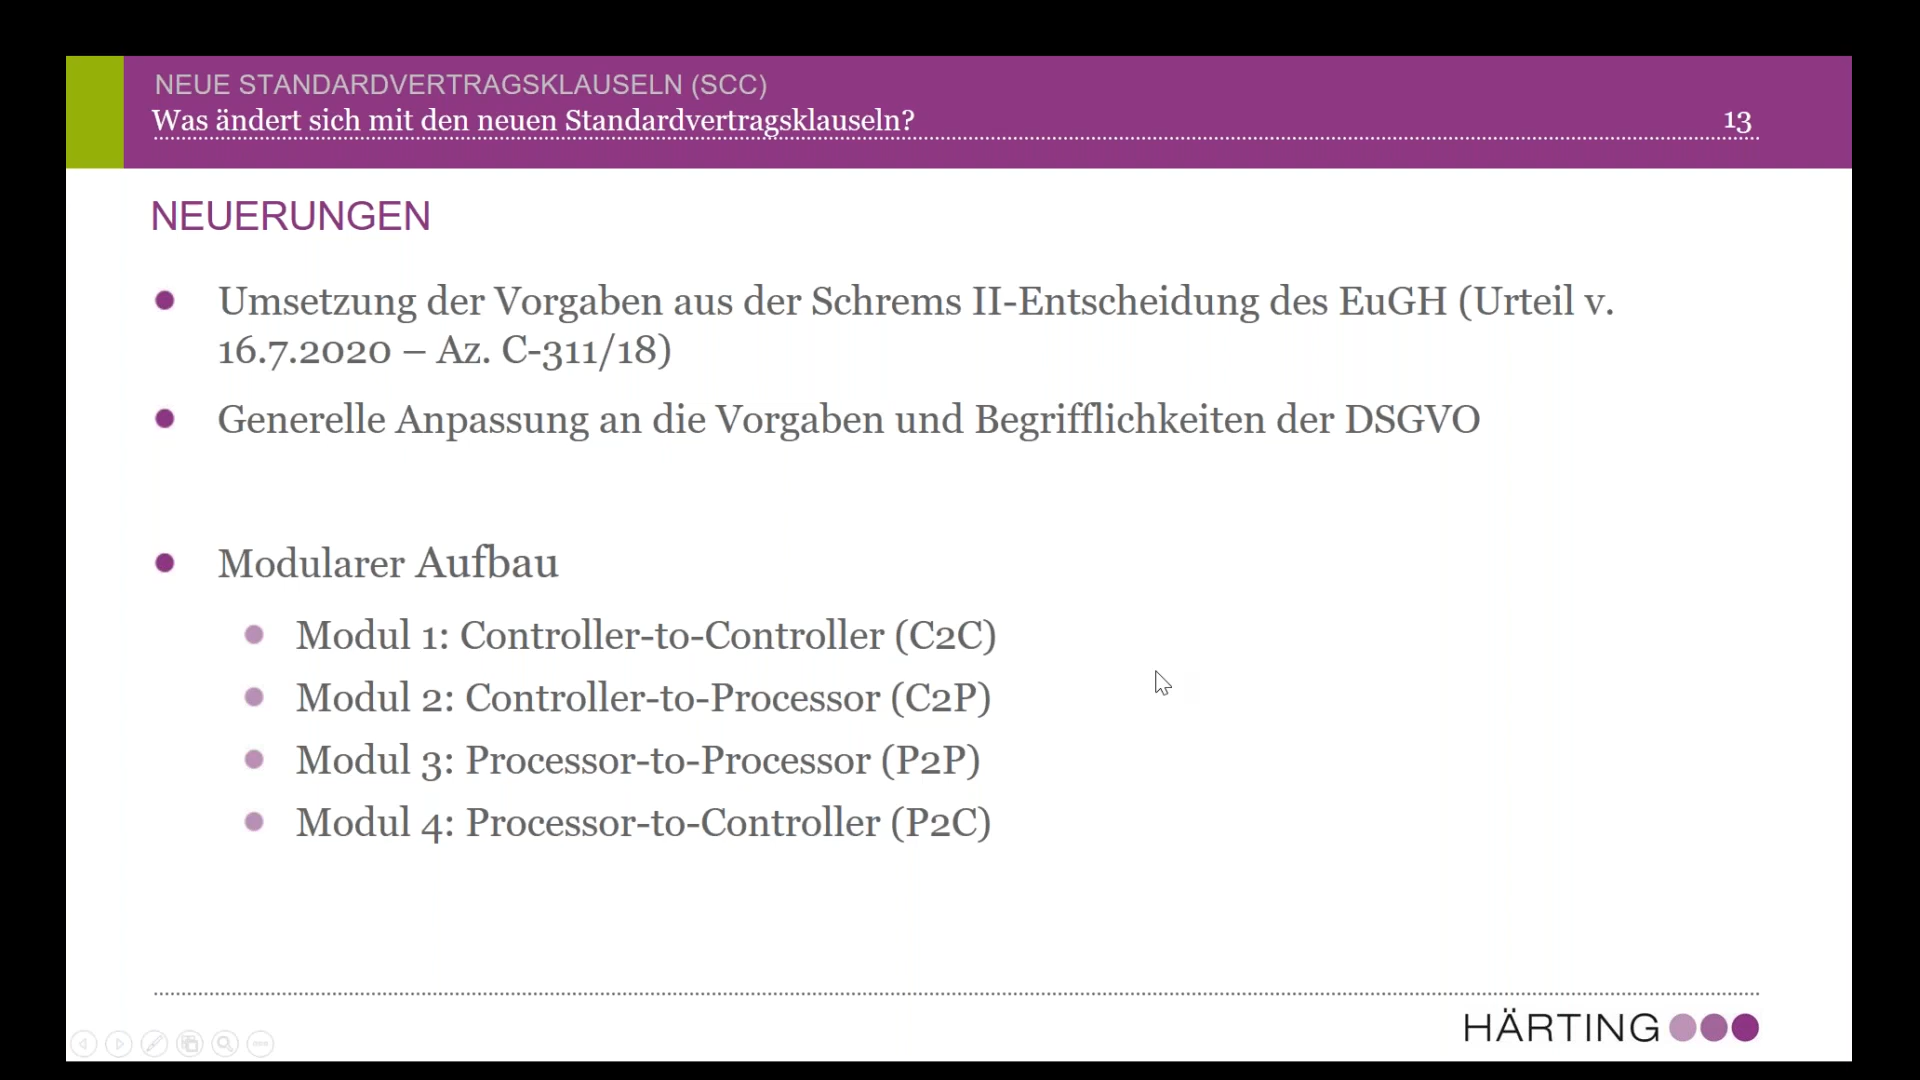 NEUE STANDARDVERTRAGSKLAUSELN (SCC)
Was ändert sich mit den neuen Standardvertragsklauseln?
13
NEUERUNGEN
Umsetzung der Vorgaben aus der Schrems II-Entscheidung des EuGH (Urteil v.
16.7.2020 – Az. C-311/18)
Generelle Anpassung an die Vorgaben und Begrifflichkeiten der DSGVO
Modularer Aufbau
Modul 1: Controller-to-Controller (C2C)
Modul 2: Controller-to-Processor (C2P)
Modul 3: Processor-to-Processor (P2P)
Modul 4: Processor-to-Controller (P2C)
HÄRTING